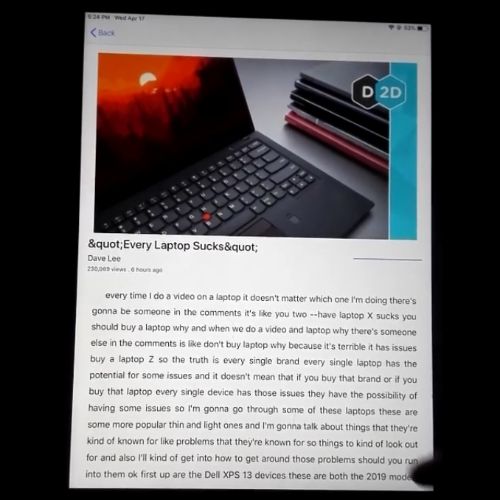 5:28 PM Wed Apr 17
53%
Back
D 2D
&quot;Every Laptop Sucks&quot;
Dave Lee
230,969 views . 6 hours ago
every time I do a video on a laptop it doesn't matter which one I'm doing there's
gonna be someone in the comments it's like you two --have laptop X sucks you
should buy a laptop why and when we do a video and laptop why there's someone
else in the comments is like don't buy laptop why because it's terrible it has issues
buy a laptop Z so the truth is every single brand every single laptop has the
potential for some issues and it doesn't mean that if you buy that brand or if you
buy that laptop every single device has those issues they have the possibility of
having some issues so I'm gonna go through some of these laptops these are
some more popular thin and light ones and I'm gonna talk about things that they're
kind of known for like problems that they're known for so things to kind of look out
for and also I'll kind of get into how to get around those problems should you run
into them ok first up are the Dell XPS 13 devices these are both the 2019